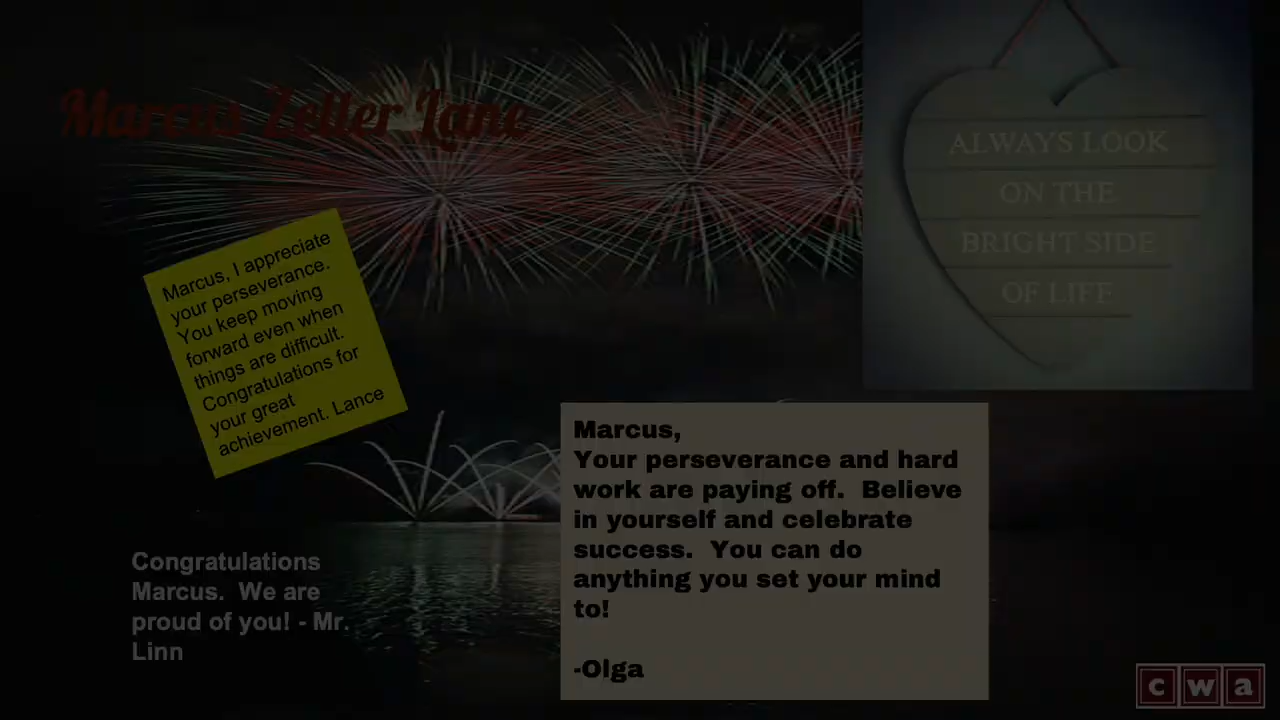 Marcus Zeller Lane
ALWAYS LOOK
ON THE
BRIGHT SIDE
OF LIFE
Marcus, I appreciate
your perseverance.
You keep moving
forward even when
things are difficult.
Congratulations for
your great
achievement. Lance
Marcus,
Your perseverance and hard
work are paying off.  Believe
in yourself and celebrate
success.  You can do
anything you set your mind
to!
-Olga
Congratulations
Marcus.  We are
proud of you! - Mr.
Linn
cwa